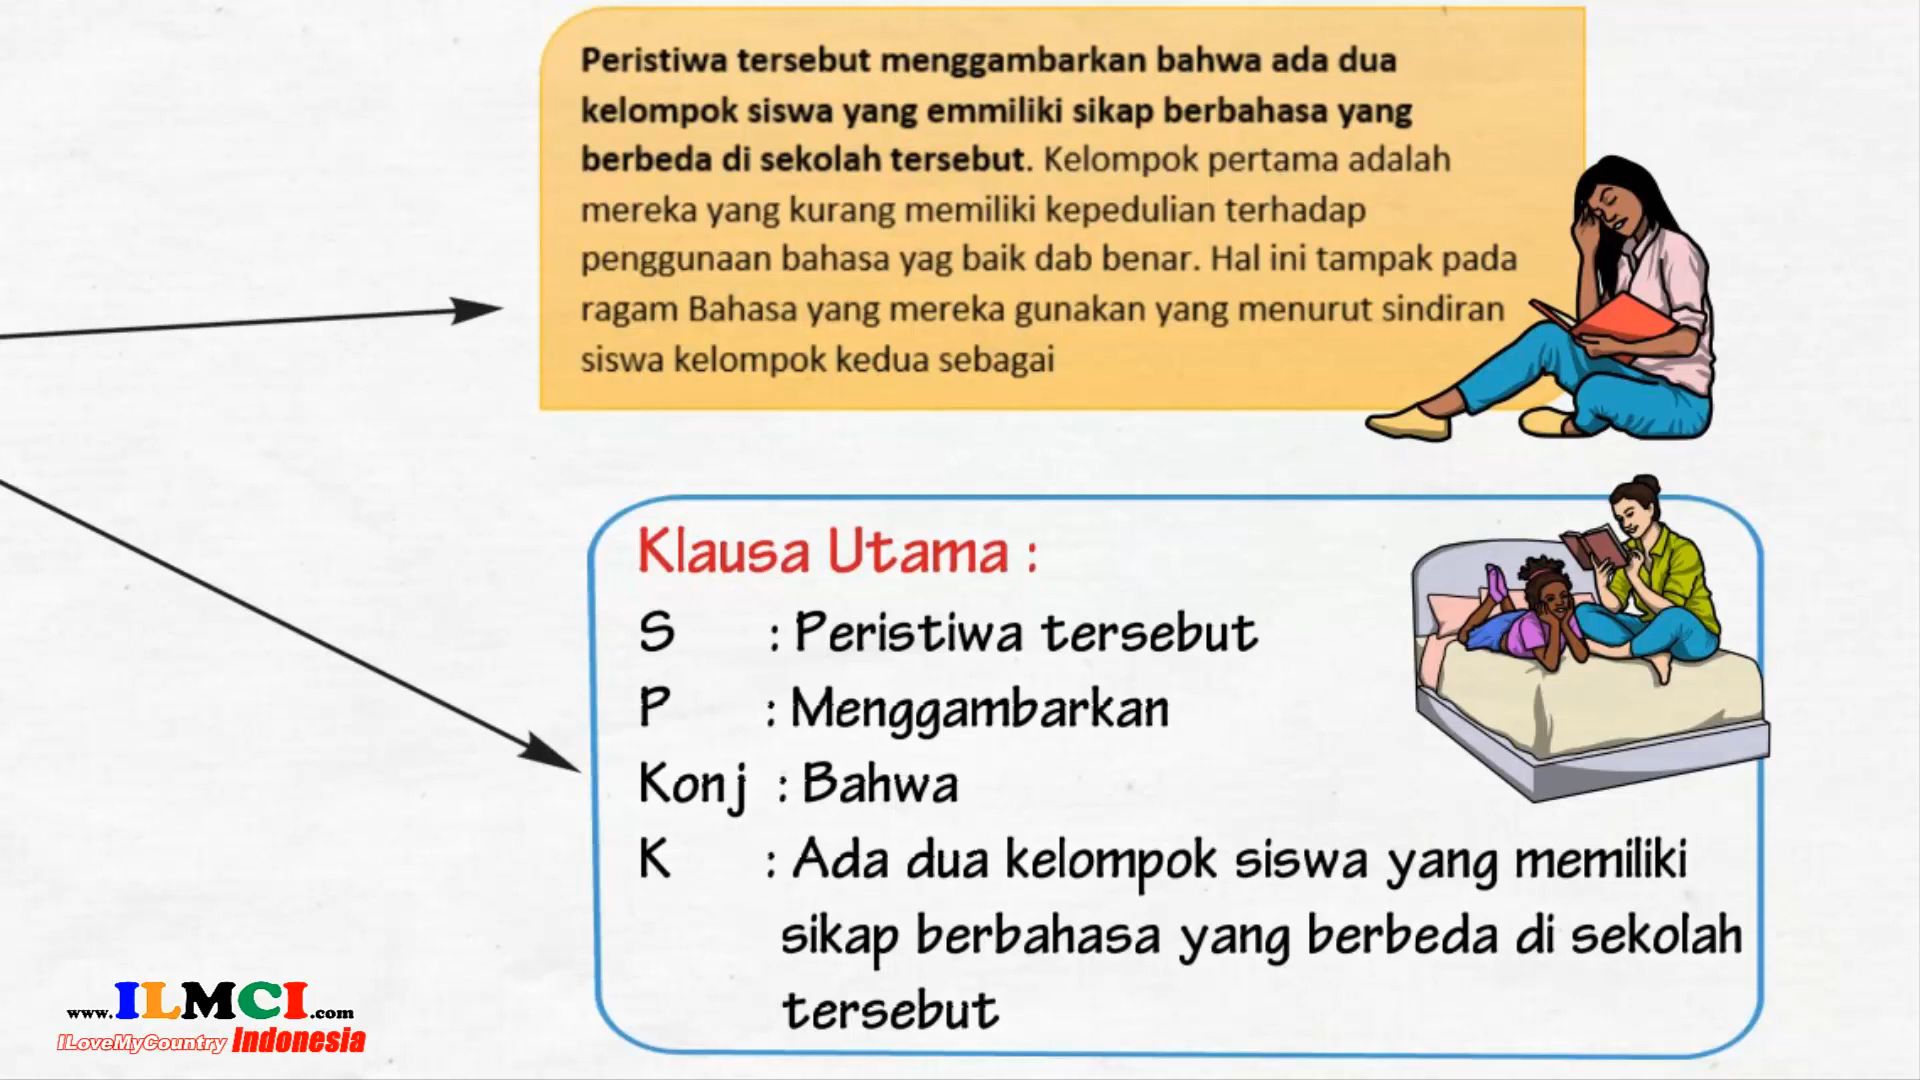 Peristiwa tersebut menggambarkan bahwa ada dua
kelompok siswa yang emmiliki sikap berbahasa yang
berbeda di sekolah tersebut. Kelompok pertama adalah
mereka yang kurang memiliki kepedulian terhadap
penggunaan bahasa yag baik dab benar. Hal ini tampak pada
ragam Bahasa yang mereka gunakan yang menurut sindiran
siswa kelompok kedua sebagai
Klausa Utama :
S : Peristiwa tersebut
P : Menggambarkan
Konj : Bahwa
K : Ada dua kelompok siswa yang memiliki
sikap berbahasa yang berbeda di sekolah
tersebut
www.ILMCI.com
ILoveMyCountry Indonesia